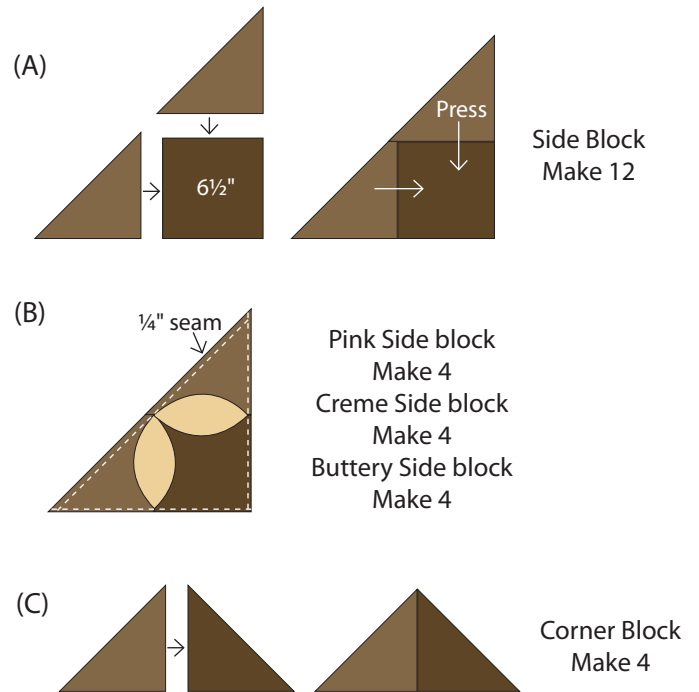 (A)
6½"
Press
Side Block
Make 12
(B)
¼" seam
Pink Side block
Make 4
Creme Side block
Make 4
Buttery Side block
Make 4
(C)
Corner Block
Make 4